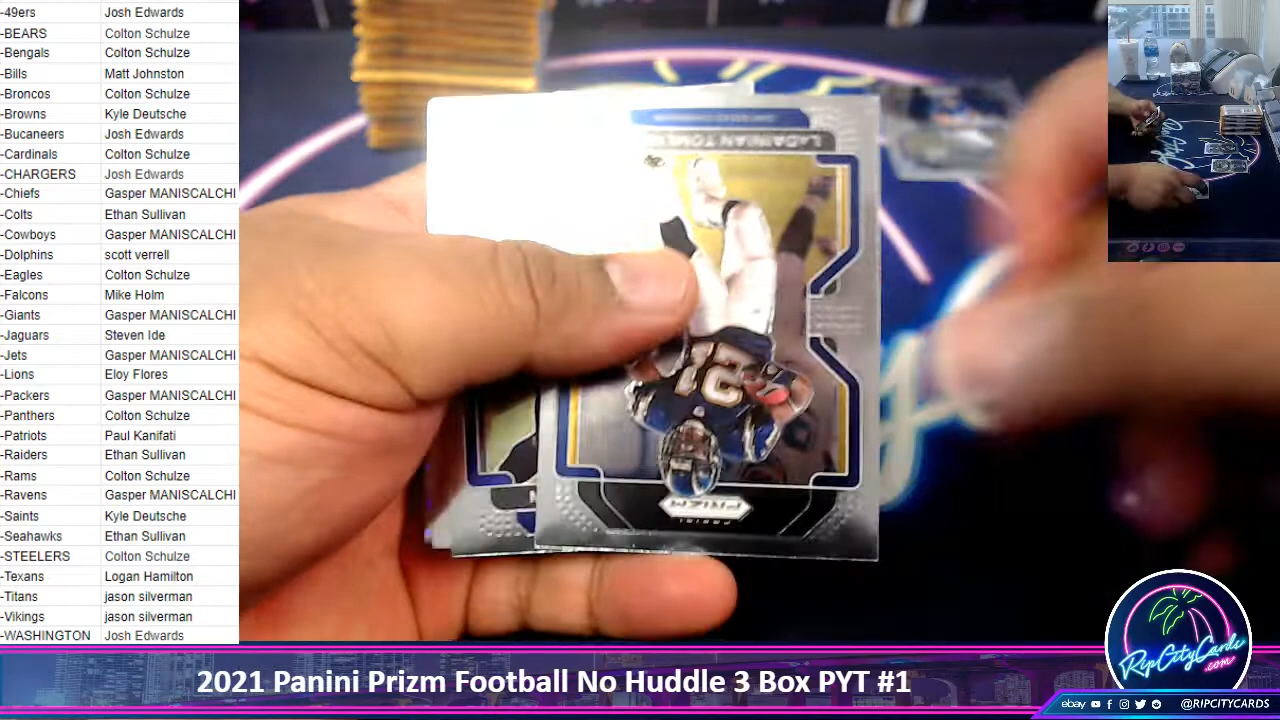 -49ers Josh Edwards
-BEARS Colton Schulze
-Bengals Colton Schulze
-Bills Matt Johnston
-Broncos Colton Schulze
-Browns Kyle Deutsche
-Bucaneers Josh Edwards
-Cardinals Colton Schulze
-CHARGERS Josh Edwards
-Chiefs Gasper MANISCALCHI
-Colts Ethan Sullivan
-Cowboys Gasper MANISCALCHI
-Dolphins scott verrell
-Eagles Colton Schulze
-Falcons Mike Holm
-Giants Gasper MANISCALCHI
-Jaguars Steven Ide
-Jets Gasper MANISCALCHI
-Lions Eloy Flores
-Packers Gasper MANISCALCHI
-Panthers Colton Schulze
-Patriots Paul Kanifati
-Raiders Ethan Sullivan
-Rams Colton Schulze
-Ravens Gasper MANISCALCHI
-Saints Kyle Deutsche
-Seahawks Ethan Sullivan
-STEELERS Colton Schulze
-Texans Logan Hamilton
-Titans jason silverman
-Vikings jason silverman
-WASHINGTON Josh Edwards
LADAINIAN
21
PANINI
PRIZM
RipCityCards
.com
2021 Panini Prizm Football No Huddle 3 Box PYT #1
ebay @RIPCITYCARDS